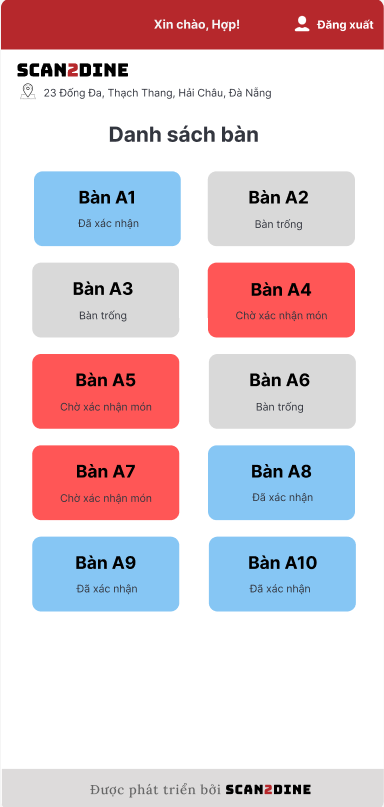 Xin chào, Hợp!
Đăng xuất
SCAN2DINE
23 Đống Đa, Thạch Thang, Hải Châu, Đà Nẵng
Danh sách bàn
Bàn A1
Đã xác nhận
Bàn A2
Bàn trống
Bàn A3
Bàn trống
Bàn A4
Chờ xác nhận món
Bàn A5
Chờ xác nhận món
Bàn A6
Bàn trống
Bàn A7
Chờ xác nhận món
Bàn A8
Đã xác nhận
Bàn A9
Đã xác nhận
Bàn A10
Đã xác nhận
Được phát triển bởi SCAN2DINE